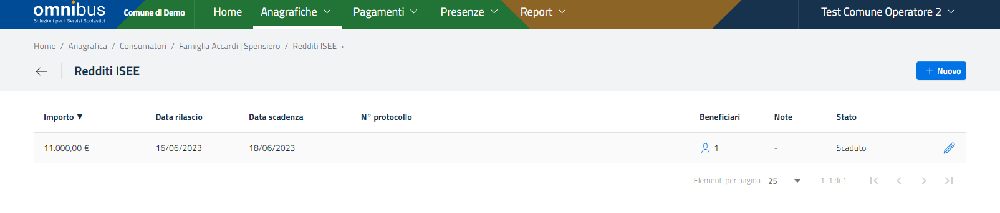 omnibus
Soluzioni per i Servizi Scolastici
Comune di Demo
Home Anagrafiche Pagamenti Presenze Report Test Comune Operatore 2
Home / Anagrafica / Consumatori / Famiglia Accardi | Spensiero / Redditi ISEE ›
Redditi ISEE
+ Nuovo
Importo ▼ Data rilascio Data scadenza N° protocollo Beneficiari Note Stato
11.000,00 € 16/06/2023 18/06/2023 1 - Scaduto
Elementi per pagina 25 1-1 di 1